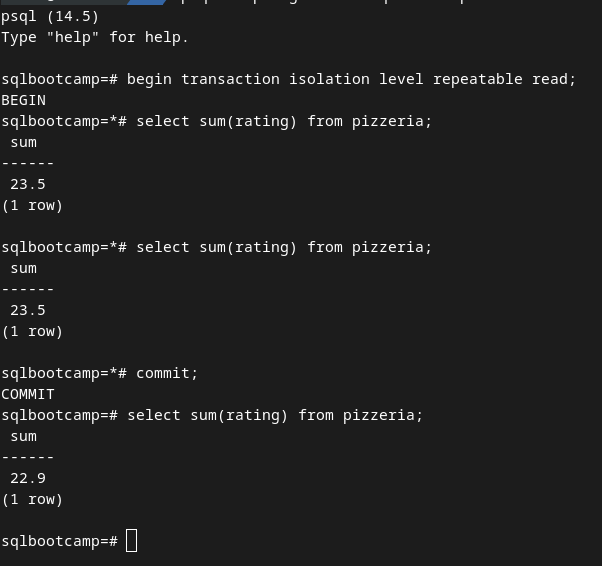 psql (14.5)
Type "help" for help.
sqlbootcamp=# begin transaction isolation level repeatable read;
BEGIN
sqlbootcamp=*# select sum(rating) from pizzeria;
sum
------
23.5
(1 row)
sqlbootcamp=*# select sum(rating) from pizzeria;
sum
------
23.5
(1 row)
sqlbootcamp=*# commit;
COMMIT
sqlbootcamp=# select sum(rating) from pizzeria;
sum
------
22.9
(1 row)
sqlbootcamp=#